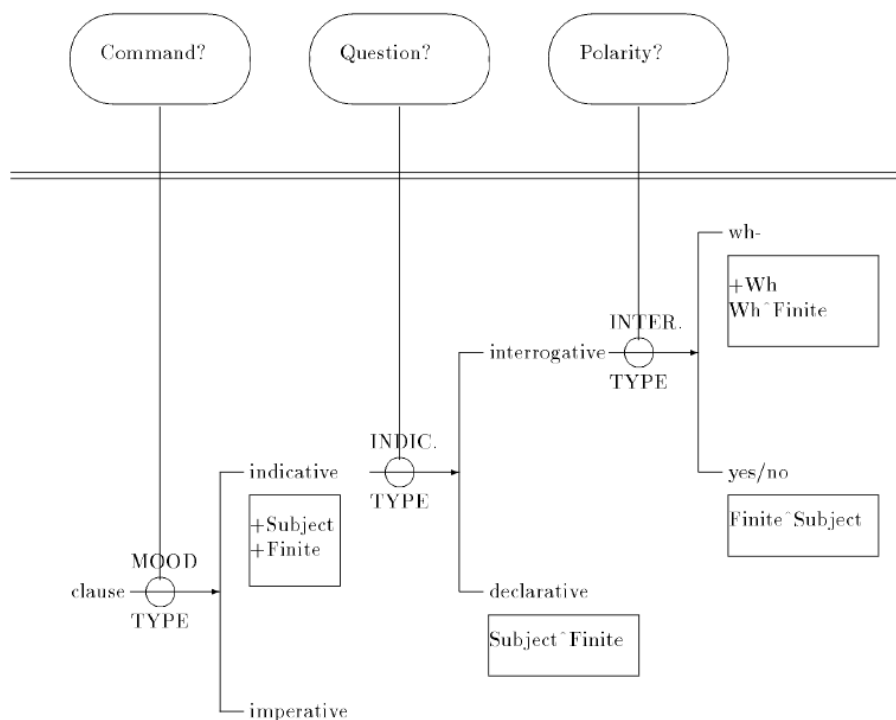 Command?
Question?
Polarity?
wh-
+Wh
Wh^Finite
INTER.
interrogative
TYPE
INDIC.
indicative
yes/no
TYPE
+Subject
+Finite
Finite^Subject
MOOD
clause
declarative
TYPE
Subject^Finite
imperative